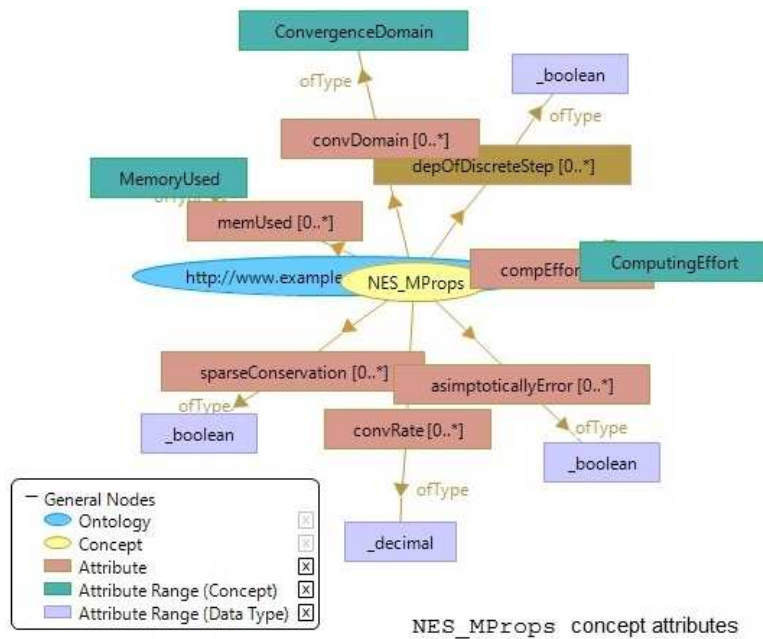 ConvergenceDomain
_boolean
ofType
ofType
convDomain [0..*]
depOfDiscreteStep [0..*]
MemoryUsed
memUsed [0..*]
http://www.example
NES_MProps
compEffor
ComputingEffort
sparseConservation [0..*]
asimptoticallyError [0..*]
ofType
_boolean
convRate [0..*]
ofType
_boolean
ofType
_decimal
General Nodes
Ontology
Concept
Attribute
Attribute Range (Concept)
Attribute Range (Data Type)
NES_MProps concept attributes